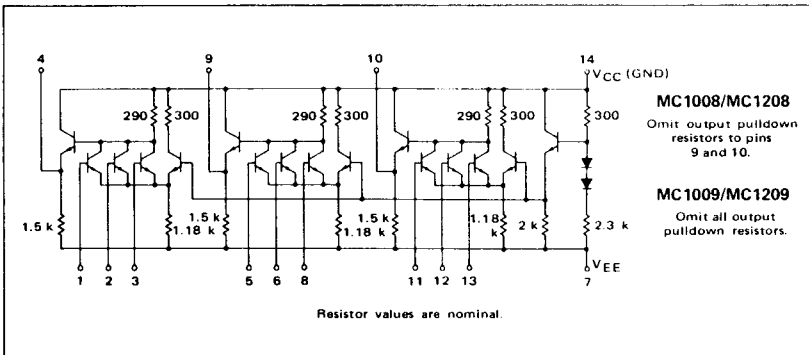 4 9 10 14
VCC (GND)
290 300 290 300 290 300 300
MC1008/MC1208
Omit output pulldown
resistors to pins
9 and 10.
MC1009/MC1209
Omit all output
pulldown resistors.
1.5 k 1.5 k 1.5 k 1.18 2 k 2.3 k
1.18 k 1.18 k k
VEE
1 2 3 5 6 8 11 12 13 7
Resistor values are nominal.